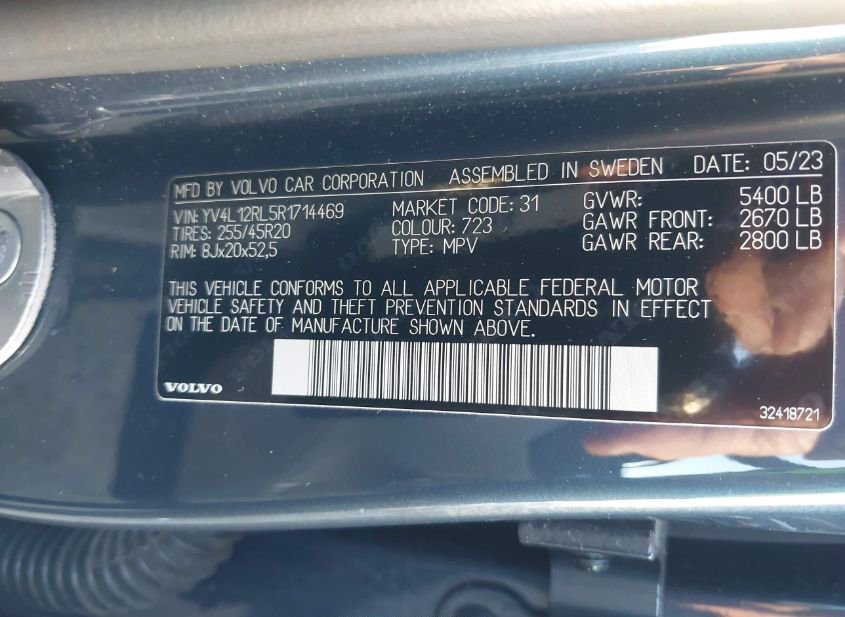 MFD BY VOLVO CAR CORPORATION ASSEMBLED IN SWEDEN DATE: 05/23
VIN: YV4L12RL5R1714469 MARKET CODE: 31 GVWR: 5400 LB
TIRES: 255/45R20 COLOUR: 723 GAWR FRONT: 2670 LB
RIM: 8Jx20x52,5 TYPE: MPV GAWR REAR: 2800 LB
THIS VEHICLE CONFORMS TO ALL APPLICABLE FEDERAL MOTOR
VEHICLE SAFETY AND THEFT PREVENTION STANDARDS IN EFFECT
ON THE DATE OF MANUFACTURE SHOWN ABOVE.
VOLVO
32418721